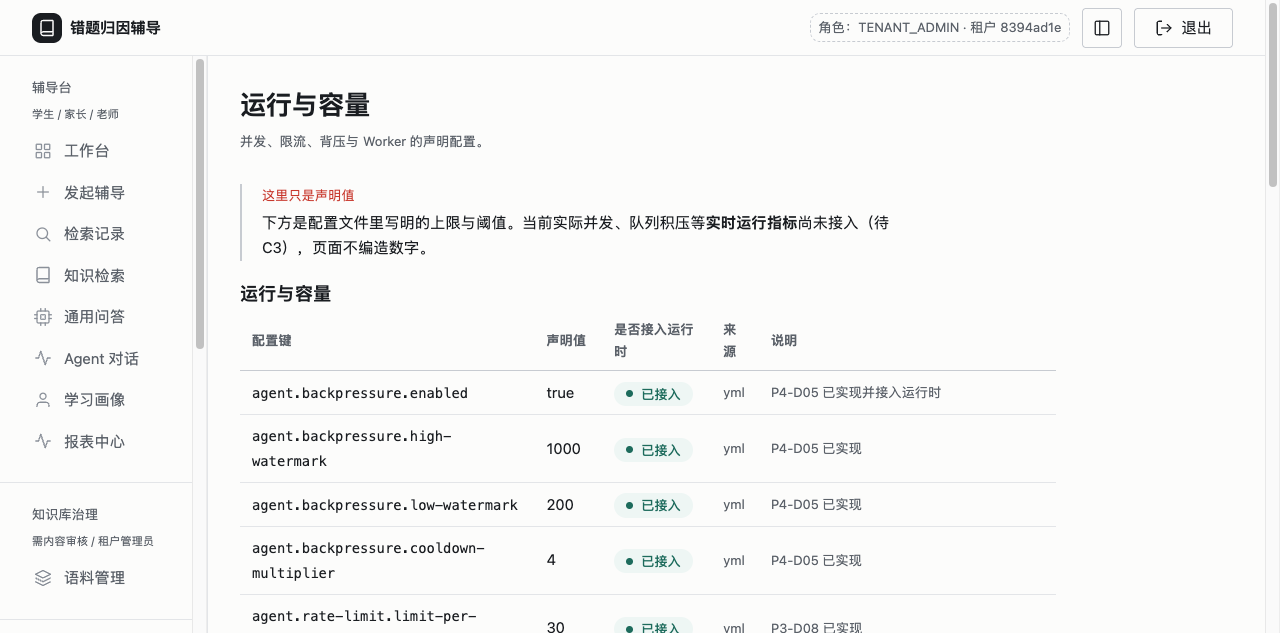 错题归因辅导
角色：TENANT_ADMIN · 租户 8394ad1e
退出
辅导台
学生 / 家长 / 老师
工作台
发起辅导
检索记录
知识检索
通用问答
Agent 对话
学习画像
报表中心
知识库治理
需内容审核 / 租户管理员
语料管理
运行与容量
并发、限流、背压与 Worker 的声明配置。
这里只是声明值
下方是配置文件里写明的上限与阈值。当前实际并发、队列积压等实时运行指标尚未接入（待
C3），页面不编造数字。
运行与容量
配置键 声明值 是否接入运行时 来源 说明
agent.backpressure.enabled true 已接入 yml P4-D05 已实现并接入运行时
agent.backpressure.high-watermark 1000 已接入 yml P4-D05 已实现
agent.backpressure.low-watermark 200 已接入 yml P4-D05 已实现
agent.backpressure.cooldown-multiplier 4 已接入 yml P4-D05 已实现
agent.rate-limit.limit-per- 30 已接入 yml P3-D08 已实现